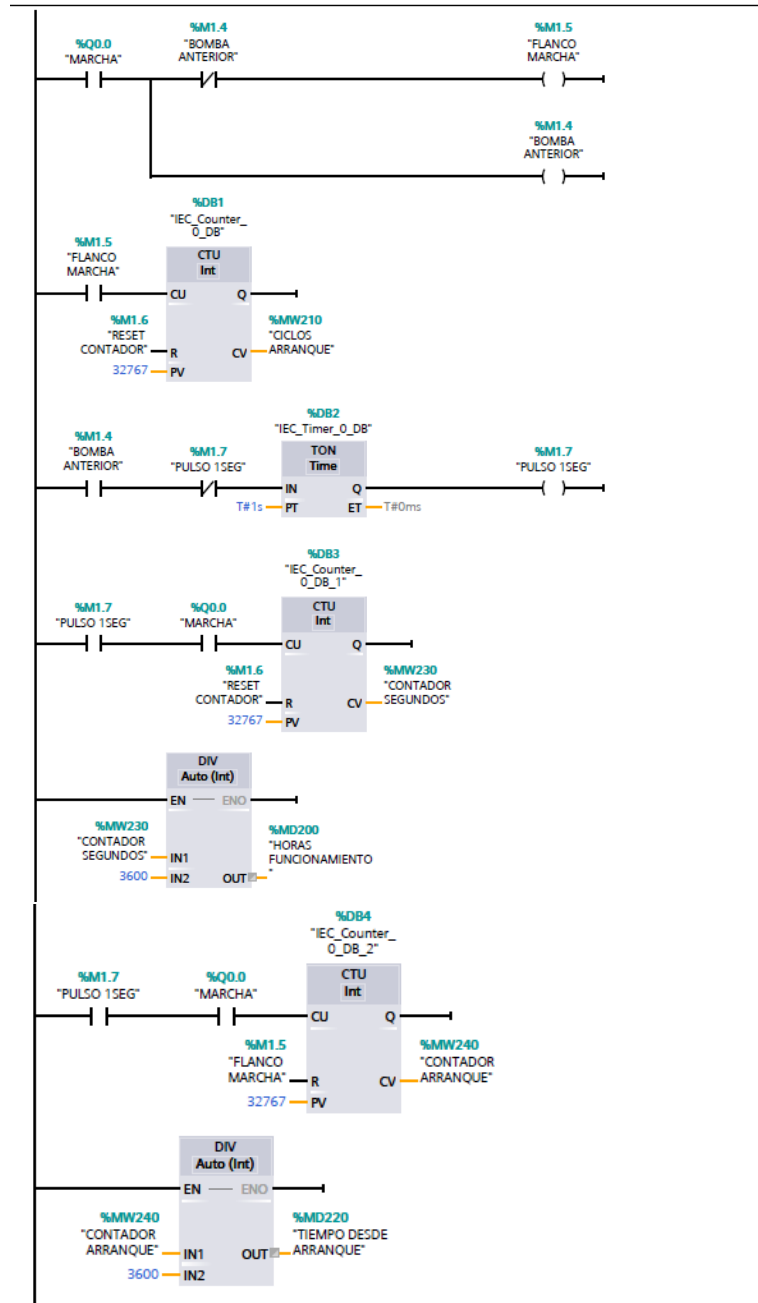 %Q0.0
"MARCHA"
%M1.4
"BOMBA
ANTERIOR"
%M1.5
"FLANCO
MARCHA"
%M1.4
"BOMBA
ANTERIOR"
%DB1
"IEC_Counter_
0_DB"
%M1.5
"FLANCO
MARCHA"
CTU
Int
CU
Q
%M1.6
"RESET
CONTADOR"
R
32767
PV
CV
%MW210
"CICLOS
ARRANQUE"
%DB2
"IEC_Timer_0_DB"
%M1.4
"BOMBA
ANTERIOR"
%M1.7
"PULSO 1SEG"
TON
Time
IN
Q
T#1s
PT
ET
T#0ms
%M1.7
"PULSO 1SEG"
%DB3
"IEC_Counter_
0_DB_1"
%M1.7
"PULSO 1SEG"
%Q0.0
"MARCHA"
CTU
Int
CU
Q
%M1.6
"RESET
CONTADOR"
R
32767
PV
CV
%MW230
"CONTADOR
SEGUNDOS"
DIV
Auto (Int)
EN
ENO
%MW230
"CONTADOR
SEGUNDOS"
IN1
3600
IN2
OUT
%MD200
"HORAS
FUNCIONAMIENTO
"
%DB4
"IEC_Counter_
0_DB_2"
%M1.7
"PULSO 1SEG"
%Q0.0
"MARCHA"
CTU
Int
CU
Q
%M1.5
"FLANCO
MARCHA"
R
32767
PV
CV
%MW240
"CONTADOR
ARRANQUE"
DIV
Auto (Int)
EN
ENO
%MW240
"CONTADOR
ARRANQUE"
IN1
3600
IN2
OUT
%MD220
"TIEMPO DESDE
ARRANQUE"